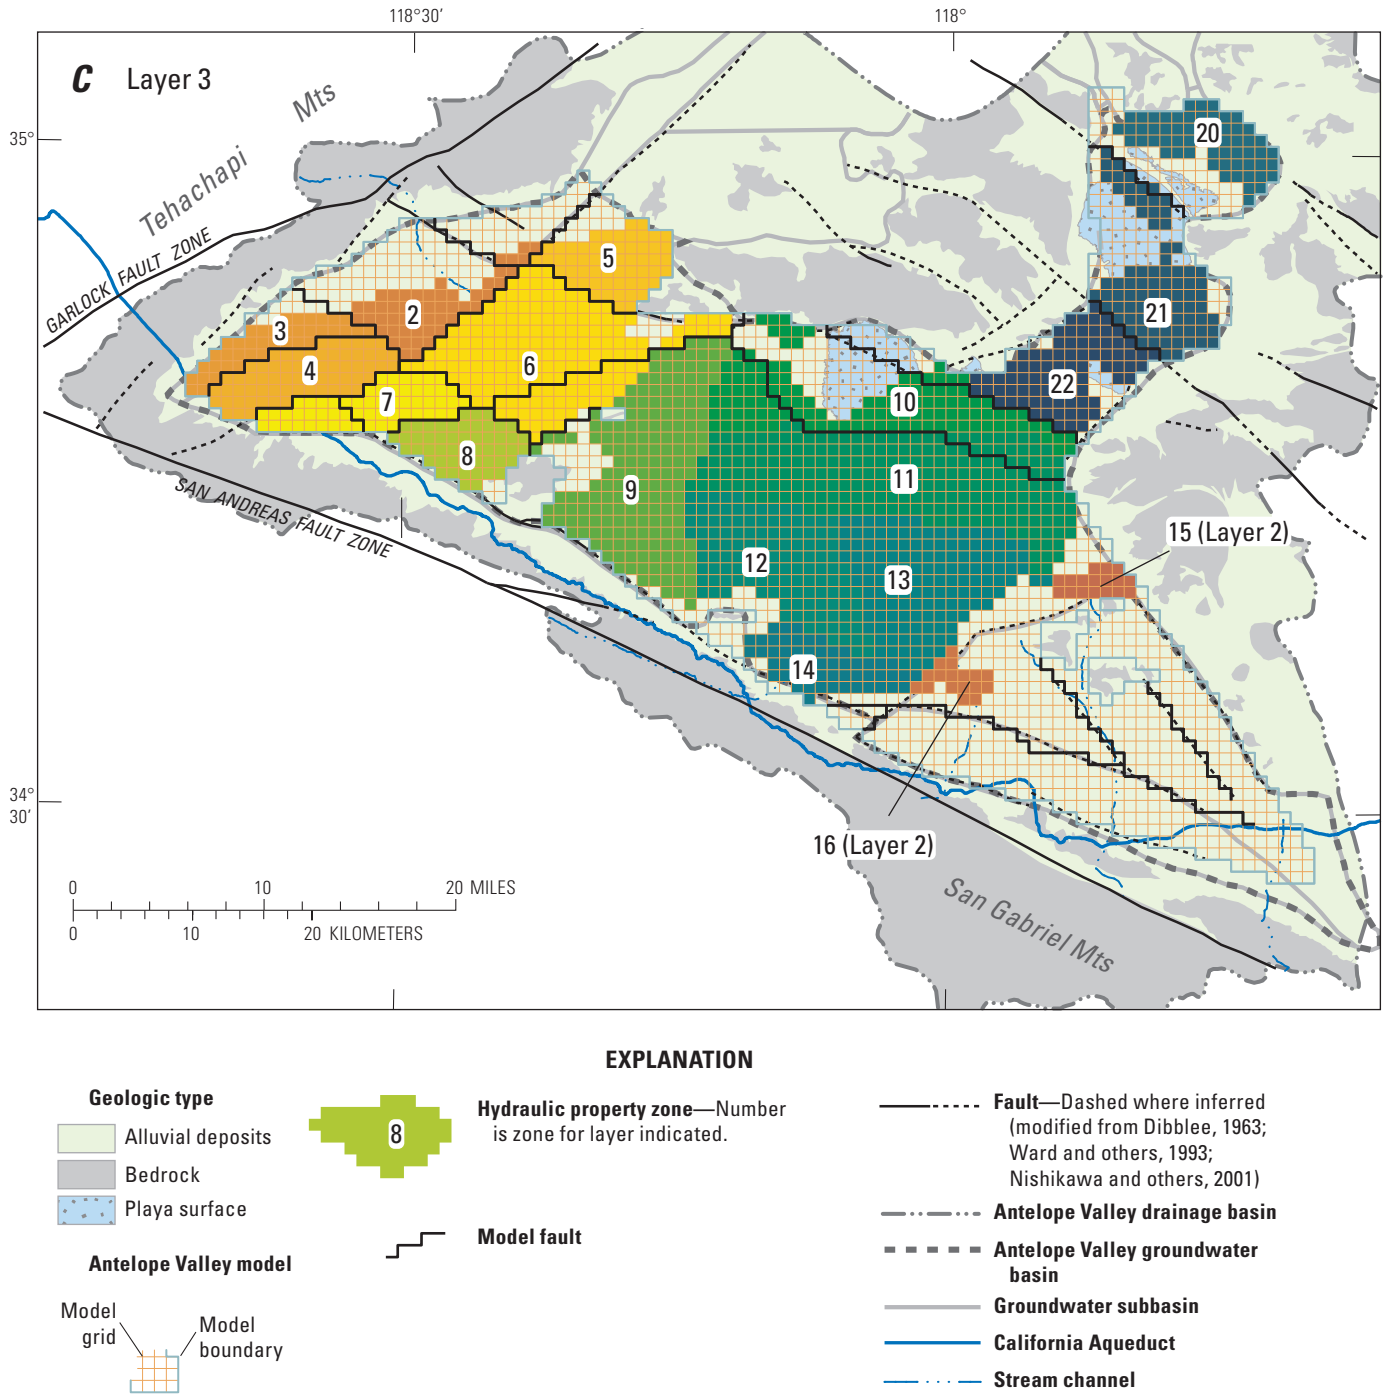 118°30'
118°
C Layer 3
35°
Mts
Tehachapi
GARLOCK FAULT ZONE
20
5
21
2
3
4
6
22
7
10
8
11
9
SAN ANDREAS FAULT ZONE
15 (Layer 2)
12
13
14
34°
30'
16 (Layer 2)
San Gabriel Mts
0 10 20 MILES
0 10 20 KILOMETERS
EXPLANATION
Geologic type
Alluvial deposits
Bedrock
Playa surface
Antelope Valley model
Model
grid
Model
boundary
8
Hydraulic property zone—Number
is zone for layer indicated.
Model fault
Fault—Dashed where inferred
(modified from Dibblee, 1963;
Ward and others, 1993;
Nishikawa and others, 2001)
Antelope Valley drainage basin
Antelope Valley groundwater
basin
Groundwater subbasin
California Aqueduct
Stream channel